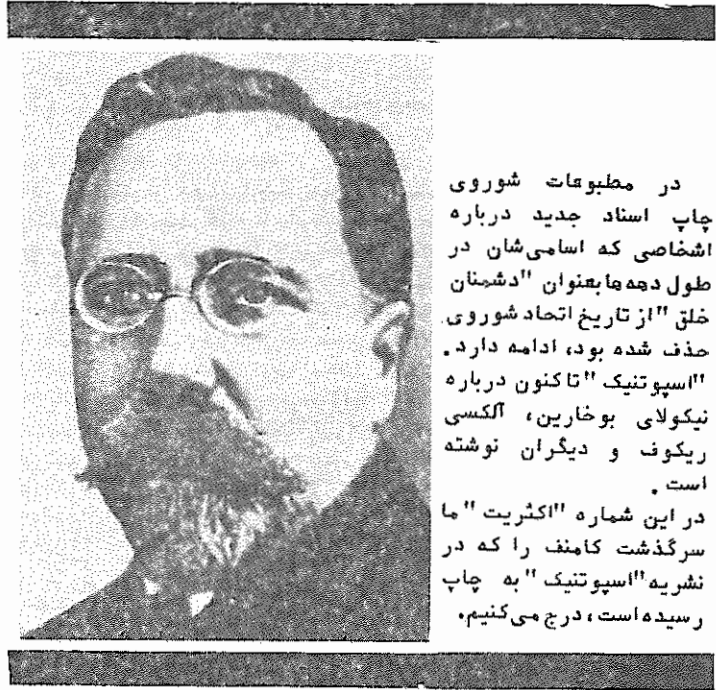 در مطبوعات شوروی
چاپ اسناد جدید درباره
اشخاصی که اسامی‌شان در
طول دهه‌ها بعنوان "دشمنان
خلق" از تاریخ اتحاد شوروی
حذف شده بود، ادامه دارد.
"اسپوتنیک" تاکنون درباره
نیکولای بوخارین، آلکسی
ریکوف و دیگران نوشته
است.
در این شماره "اکثریت" ما
سرگذشت کامنف را که در
نشریه "اسپوتنیک" به چاپ
رسیده است، درج می‌کنیم.